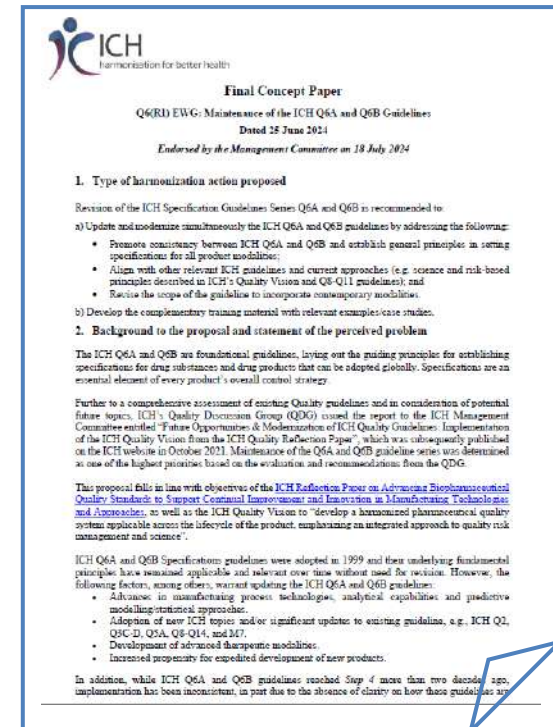 ICH
harmonisation for better health
Final Concept Paper
Q6(R1) EWG: Maintenance of the ICH Q6A and Q6B Guidelines
Dated 25 June 2024
Endorsed by the Management Committee on 18 July 2024
1. Type of harmonization action proposed
Revision of the ICH Specification Guidelines Series Q6A and Q6B is recommended to:
a) Update and modernize simultaneously the ICH Q6A and Q6B guidelines by addressing the following:
• Promote consistency between ICH Q6A and Q6B and establish general principles in setting
specifications for all product modalities;
• Align with other relevant ICH guidelines and current approaches (e.g. science and risk-based
principles described in ICH's Quality Vision and Q8-Q11 guidelines); and
• Revise the scope of the guideline to incorporate contemporary modalities.
b) Develop the complementary training material with relevant examples/case studies.
2. Background to the proposal and statement of the perceived problem
The ICH Q6A and Q6B are foundational guidelines, laying out the guiding principles for establishing
specifications for drug substances and drug products that can be adopted globally. Specifications are an
essential element of every product's overall control strategy.
Further to a comprehensive assessment of existing Quality guidelines and in consideration of potential
future topics, ICH's Quality Discussion Group (QDG) issued the report to the ICH Management
Committee entitled "Future Opportunities & Modernization of ICH Quality Guidelines: Implementation
of the ICH Quality Vision from the ICH Quality Reflection Paper", which was subsequently published
on the ICH website in October 2021. Maintenance of the Q6A and Q6B guideline series was determined
as one of the highest priorities based on the evaluation and recommendations from the QDG.
This proposal falls in line with objectives of the ICH Reflection Paper on Advancing Biopharmaceutical
Quality Standards to Support Continual Improvement and Innovation in Manufacturing Technologies
and Approaches, as well as the ICH Quality Vision to "develop a harmonized pharmaceutical quality
system applicable across the lifecycle of the product, emphasizing an integrated approach to quality risk
management and science".
ICH Q6A and Q6B Specifications guidelines were adopted in 1999 and their underlying fundamental
principles have remained applicable and relevant over time without need for revision. However, the
following factors, among others, warrant updating the ICH Q6A and Q6B guidelines:
• Advances in manufacturing process technologies, analytical capabilities and predictive
modelling/statistical approaches.
• Adoption of new ICH topics and/or significant updates to existing guideline, e.g., ICH Q2,
Q3C-D, Q5A, Q8-Q14, and M7.
• Development of advanced therapeutic modalities.
• Increased propensity for expedited development of new products.
In addition, while ICH Q6A and Q6B guidelines reached Step 4 more than two decades ago,
implementation has been inconsistent, in part due to the absence of clarity on how these guidelines are